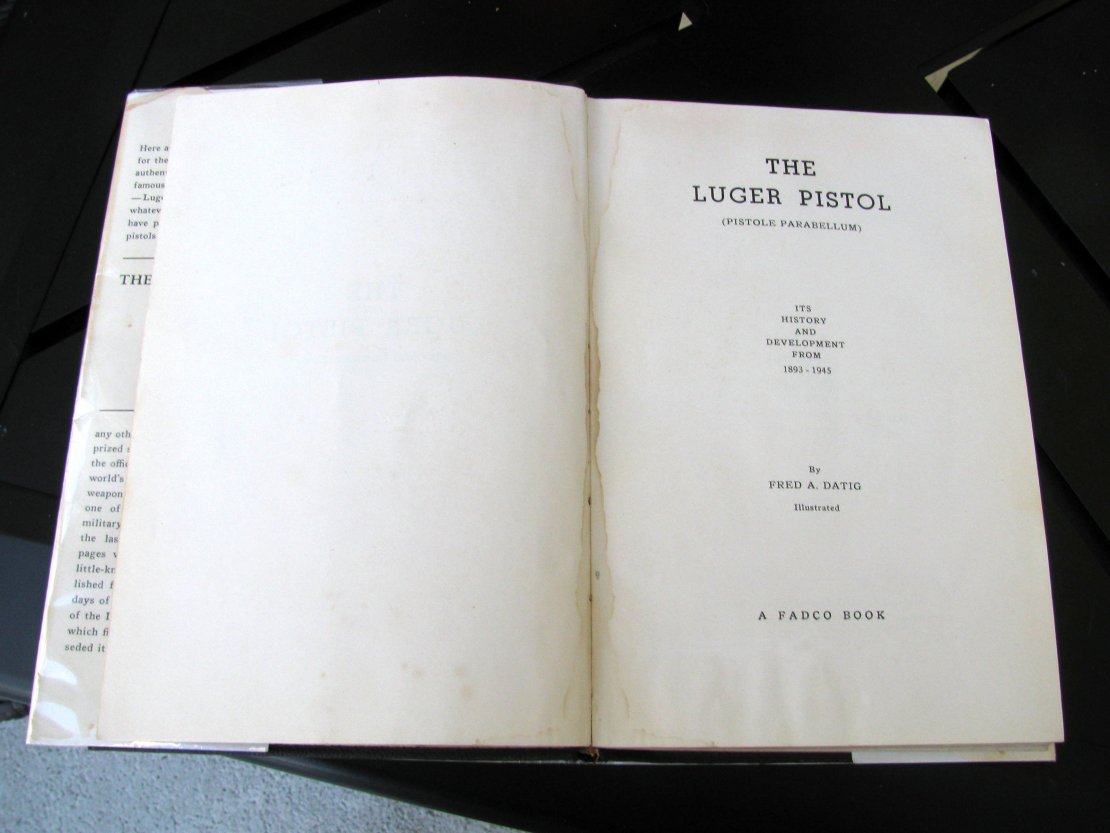 Here a
for the
authen
famous
—Luge
whatev
have p
pistols
THE
any oth
prized s
the offic
world's
weapon
one of
military
the las
pages v
little-kn
lished f
days of
of the L
which fi
seded it
THE
LUGER PISTOL
(PISTOLE PARABELLUM)
ITS
HISTORY
AND
DEVELOPMENT
FROM
1893 - 1945
By
FRED A. DATIG
Illustrated
A FADCO BOOK